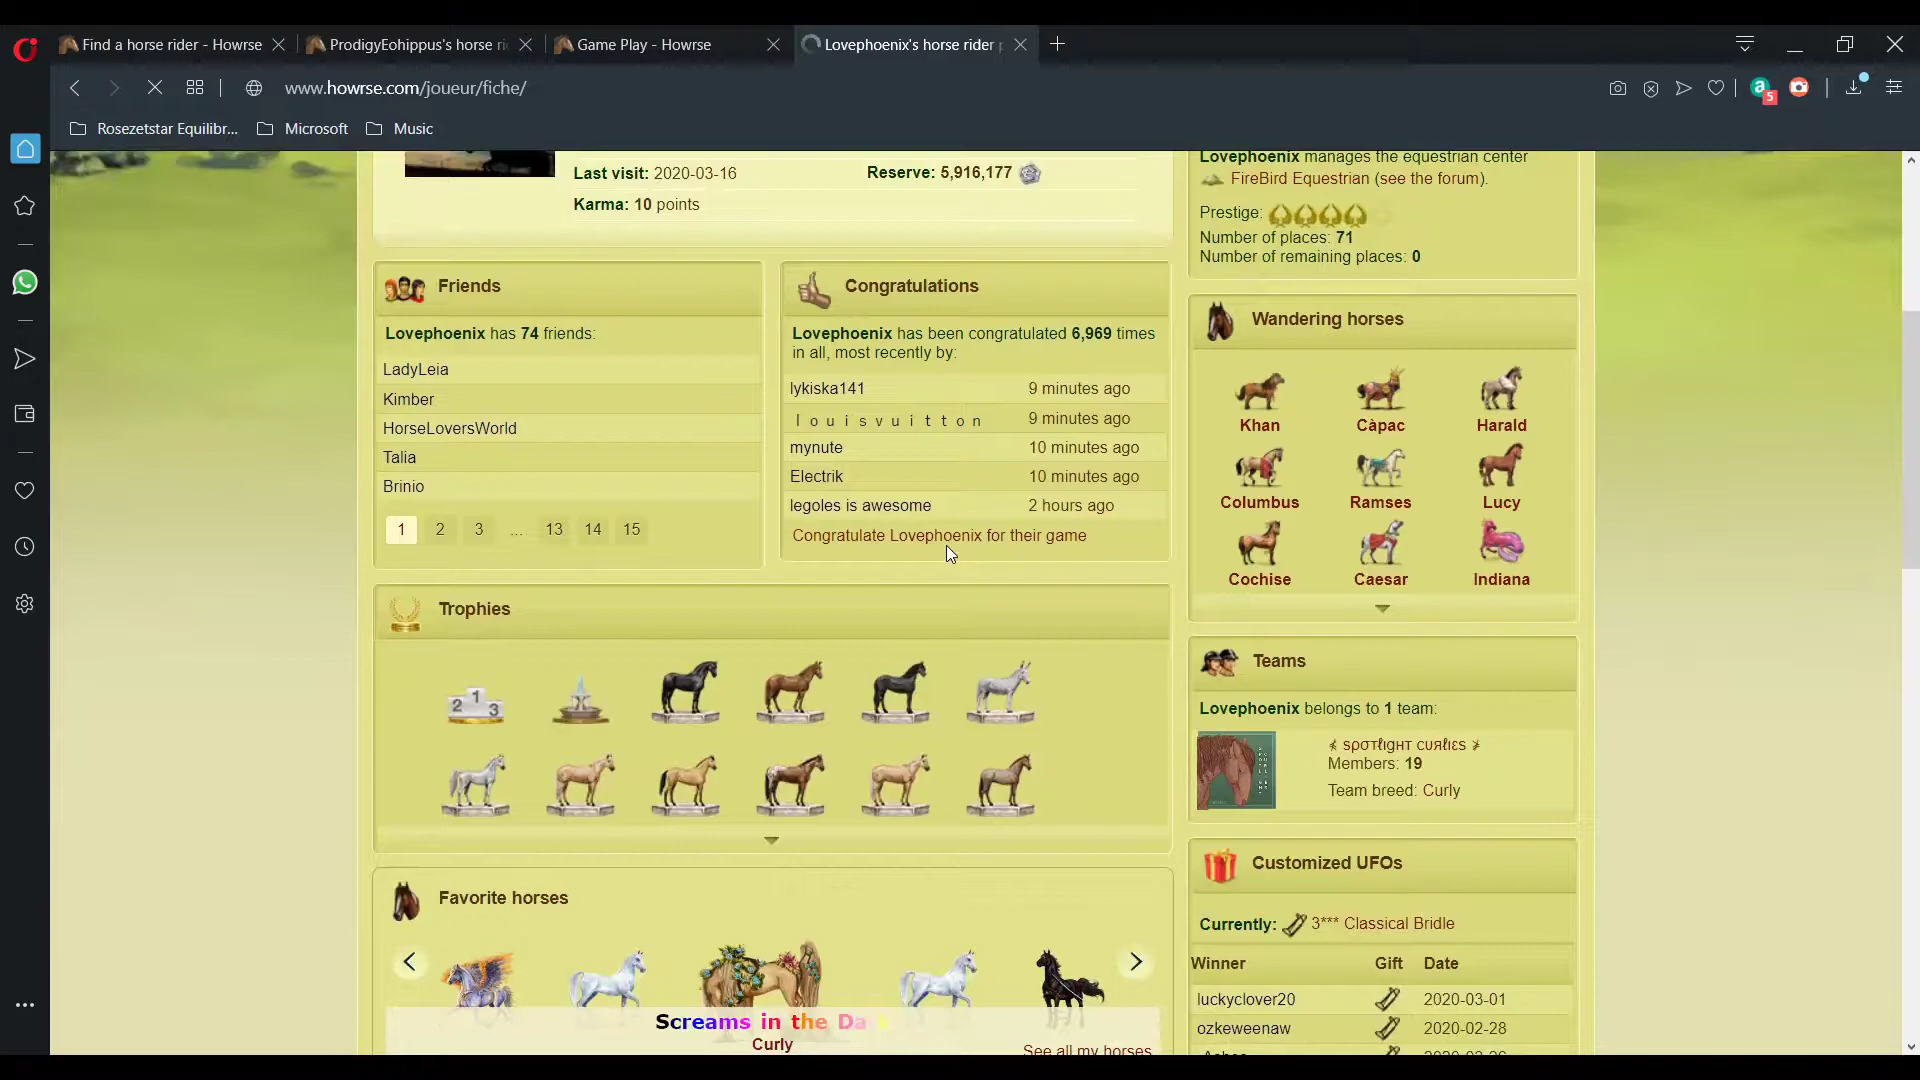 Find a horse rider - Howrse
ProdigyEohippus's horse ri
Game Play - Howrse
Lovephoenix's horse rider p
www.howrse.com/joueur/fiche/
a
5
Rosezetstar Equilibr...
Microsoft
Music
Last visit: 2020-03-16
Reserve: 5,916,177
Karma: 10 points
Lovephoenix manages the equestrian center
FireBird Equestrian (see the forum).
Prestige:
Number of places: 71
Number of remaining places: 0
Friends
Lovephoenix has 74 friends:
LadyLeia
Kimber
HorseLoversWorld
Talia
Brinio
1 2 3 ... 13 14 15
Congratulations
Lovephoenix has been congratulated 6,969 times
in all, most recently by:
lykiska141 9 minutes ago
l o u i s v u i t t o n 9 minutes ago
mynute 10 minutes ago
Electrik 10 minutes ago
legoles is awesome 2 hours ago
Congratulate Lovephoenix for their game
Wandering horses
Khan Càpac Harald
Columbus Ramses Lucy
Cochise Caesar Indiana
Trophies
2 1 3
Teams
Lovephoenix belongs to 1 team:
⊀ ѕρσтℓιgнт cυяℓιεѕ ⊁
Members: 19
Team breed: Curly
Favorite horses
Screams in the Da
Curly
See all my horses
Customized UFOs
Currently: 3*** Classical Bridle
Winner Gift Date
luckyclover20 2020-03-01
ozkeweenaw 2020-02-28